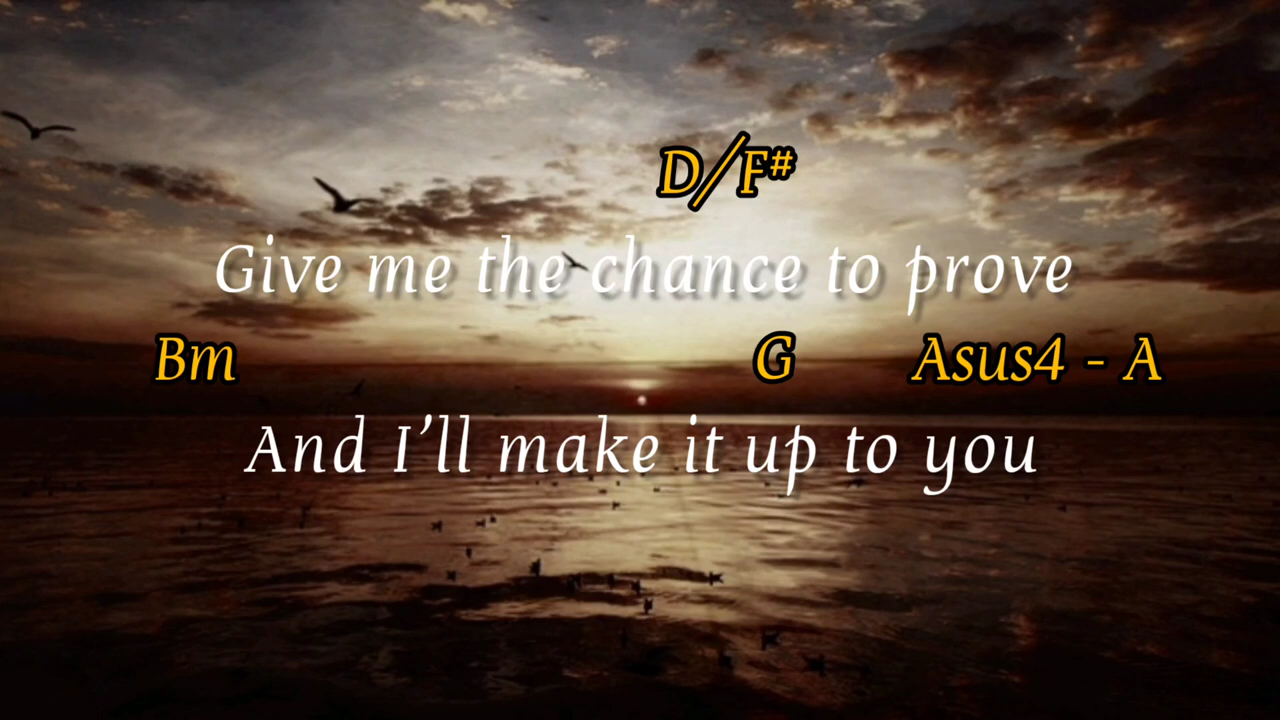 D/F#
Give me the chance to prove
Bm G Asus4 - A
And I’ll make it up to you